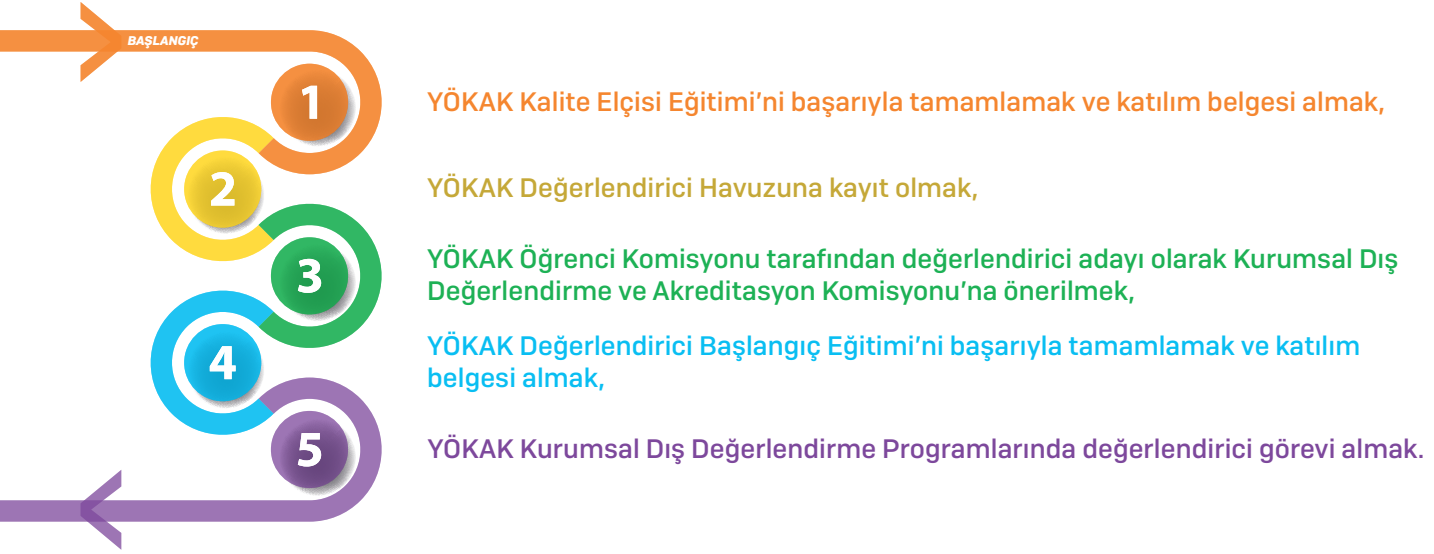 BAŞLANGIÇ
1
YÖKAK Kalite Elçisi Eğitimi’ni başarıyla tamamlamak ve katılım belgesi almak,
2
YÖKAK Değerlendirici Havuzuna kayıt olmak,
3
YÖKAK Öğrenci Komisyonu tarafından değerlendirici adayı olarak Kurumsal Dış
Değerlendirme ve Akreditasyon Komisyonu’na önerilmek,
4
YÖKAK Değerlendirici Başlangıç Eğitimi’ni başarıyla tamamlamak ve katılım
belgesi almak,
5
YÖKAK Kurumsal Dış Değerlendirme Programlarında değerlendirici görevi almak.